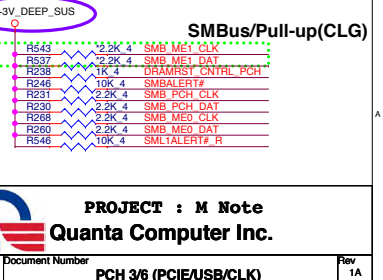 -3V_DEEP_SUS
SMBus/Pull-up(CLG)
R543 *2.2K_4 SMB_ME1_CLK
R537 *2.2K_4 SMB_ME1_DAT
R238 1K_4 DRAMRST_CNTRL_PCH
R246 10K_4 SMBALERT#
R231 2.2K_4 SMB_PCH_CLK
R230 2.2K_4 SMB_PCH_DAT
R268 2.2K_4 SMB_ME0_CLK
R260 2.2K_4 SMB_ME0_DAT
R546 10K_4 SML1ALERT#_R
A
PROJECT : M Note
Quanta Computer Inc.
Document Number Rev
PCH 3/6 (PCIE/USB/CLK) 1A